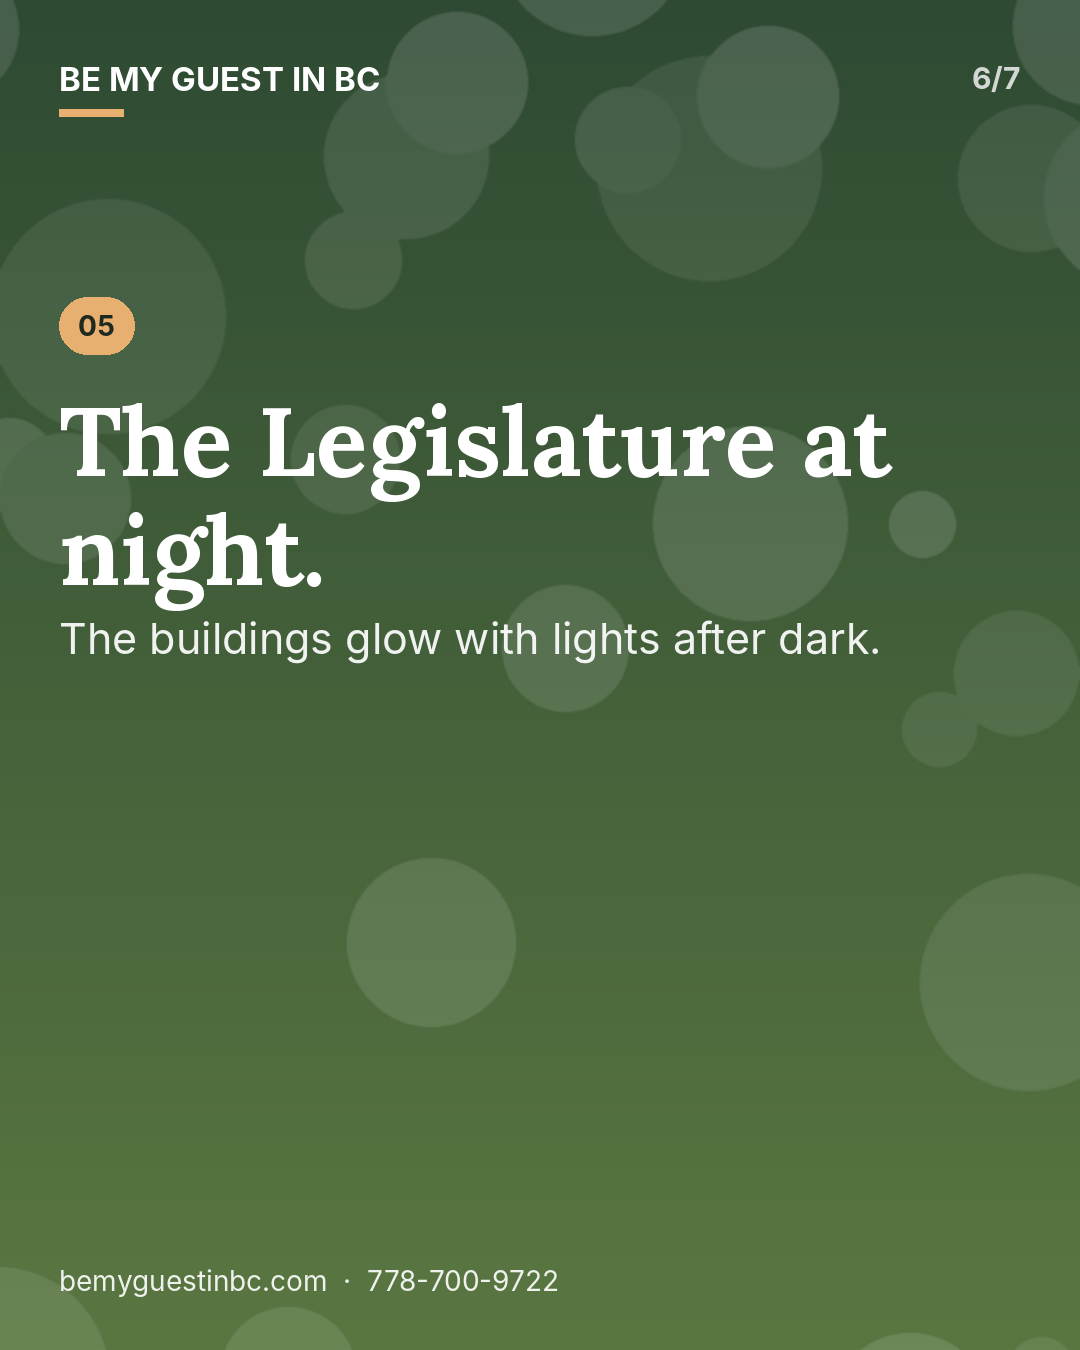 BE MY GUEST IN BC
6/7
05
The Legislature at
night.
The buildings glow with lights after dark.
bemyguestinbc.com · 778-700-9722